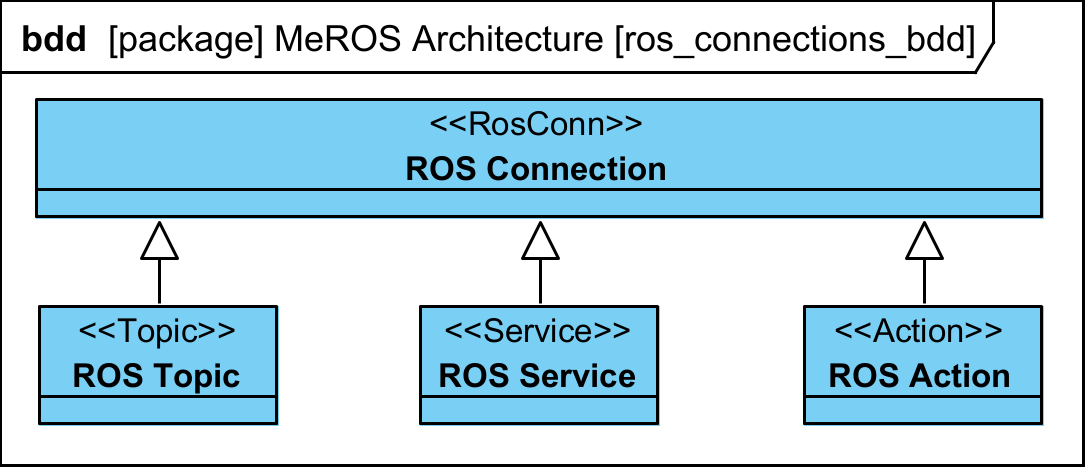 bdd [package] MeROS Architecture [ros_connections_bdd]
<<RosConn>>
ROS Connection
<<Topic>>
ROS Topic
<<Service>>
ROS Service
<<Action>>
ROS Action